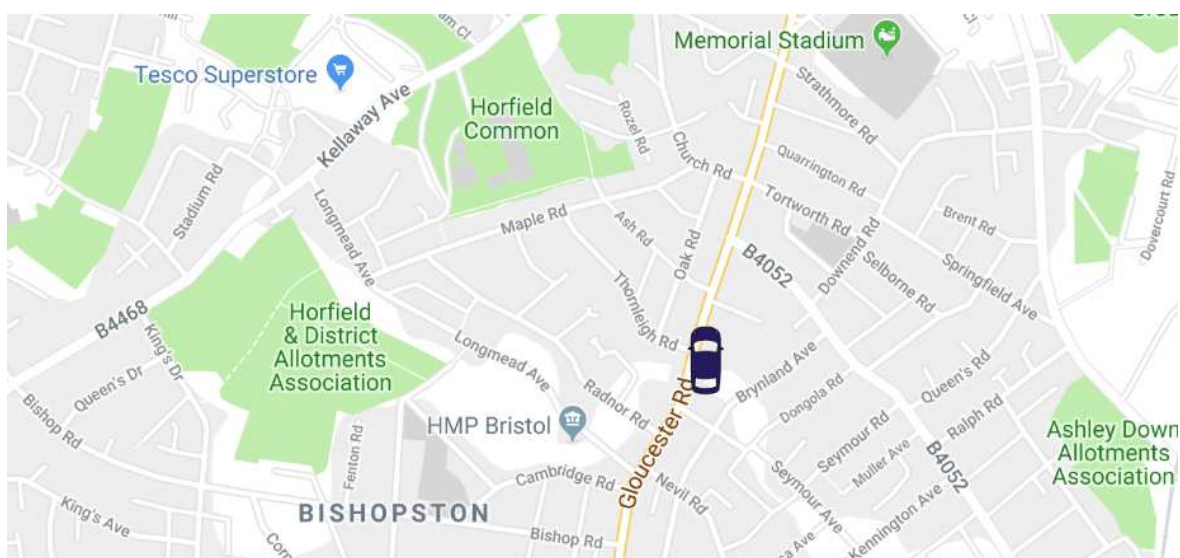 Memorial Stadium
Tesco Superstore
Kellaway Ave
Horfield
Common
Rozel Rd
Church Rd
Strathmore Rd
Quarrington Rd
Tortworth Rd
Stadium Rd
Longmead Ave
Maple Rd
Ash Rd
Oak Rd
B4052
Downend Rd
Selborne Rd
Brent Rd
Springfield Ave
Dovercourt Rd
B4468
Horfield
& District
Allotments
Association
Thornleigh Rd
King's Dr
Queen's Dr
Longmead Ave
Radnor Rd
Brynland Ave
Dongola Rd
Queen's Rd
Bishop Rd
HMP Bristol
Gloucester Rd
Seymour Rd
Ralph Rd
Ashley Down
Allotments
Association
Fenton Rd
Cambridge Rd
Nevil Rd
Seymour Ave
Muller Ave
B4052
King's Ave
BISHOPSTON
Bishop Rd
Kennington Ave